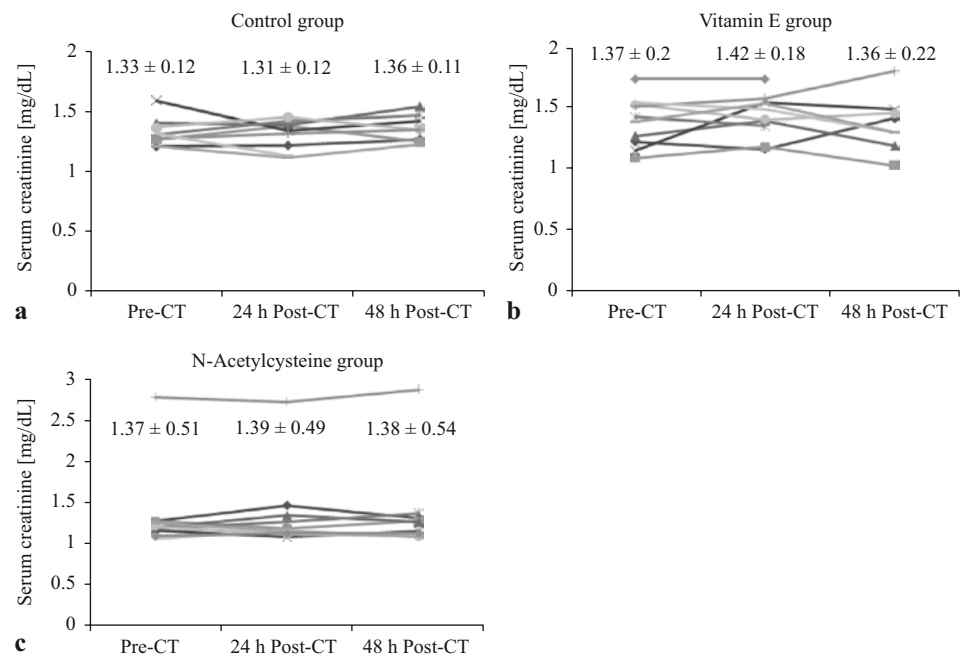 Control group
2
1.33 ± 0.12 1.31 ± 0.12 1.36 ± 0.11
1.5
1
0.5
0
Serum creatinine [mg/dL]
Pre-CT 24 h Post-CT 48 h Post-CT
a
Vitamin E group
2
1.37 ± 0.2 1.42 ± 0.18 1.36 ± 0.22
1.5
1
0.5
0
Serum creatinine [mg/dL]
Pre-CT 24 h Post-CT 48 h Post-CT
b
N-Acetylcysteine group
3
2.5
1.37 ± 0.51 1.39 ± 0.49 1.38 ± 0.54
2
1.5
1
0.5
0
Serum creatinine [mg/dL]
Pre-CT 24 h Post-CT 48 h Post-CT
c